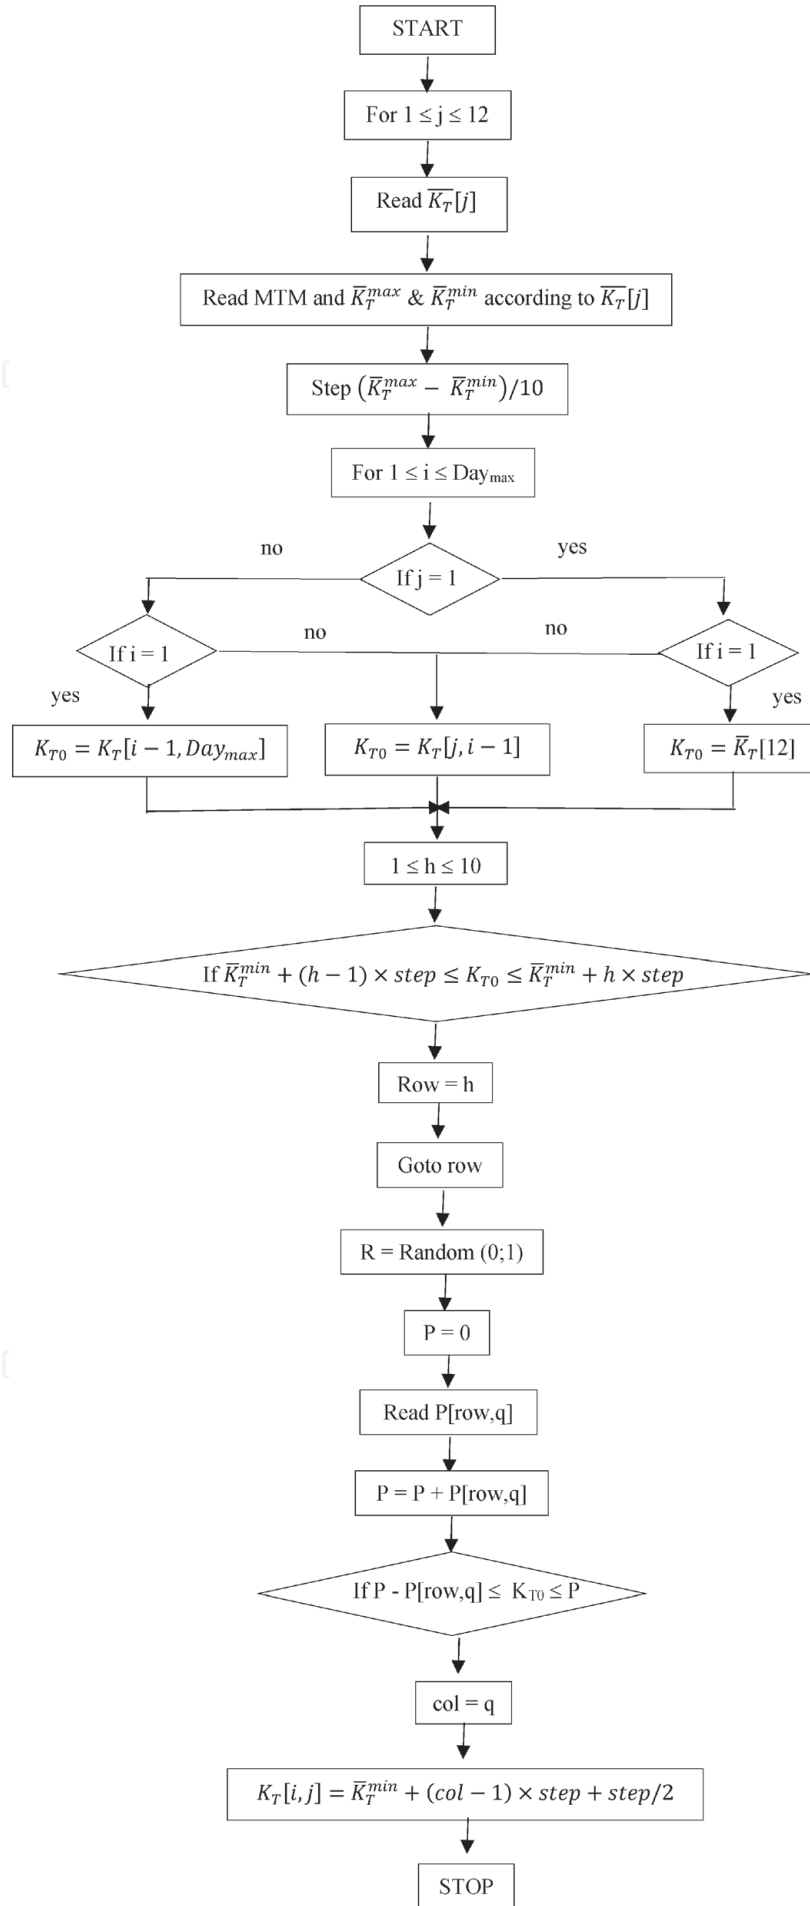 START
For 1 ≤ j ≤ 12
Read K̅_T̅[j]
Read MTM and K̅_T^max & K̅_T^min according to K̅_T̅[j]
Step (K̅_T^max − K̅_T^min)/10
For 1 ≤ i ≤ Day_max
no
yes
If j = 1
no
no
If i = 1
If i = 1
yes
yes
K_T0 = K_T[i − 1, Day_max]
K_T0 = K_T[j, i − 1]
K_T0 = K̅_T[12]
1 ≤ h ≤ 10
If K̅_T^min + (h − 1) × step ≤ K_T0 ≤ K̅_T^min + h × step
Row = h
Goto row
R = Random (0;1)
P = 0
Read P[row,q]
P = P + P[row,q]
If P - P[row,q] ≤ K_T0 ≤ P
col = q
K_T[i, j] = K̅_T^min + (col − 1) × step + step/2
STOP